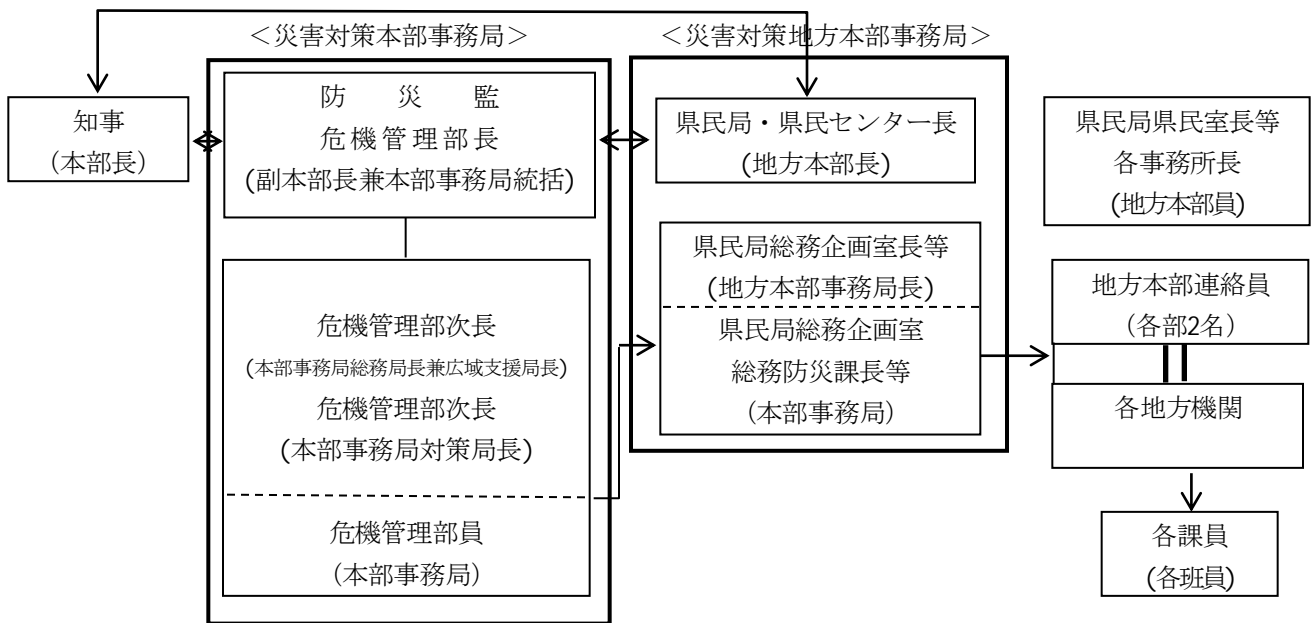 ＜災害対策本部事務局＞
＜災害対策地方本部事務局＞
知事
（本部長）
防　災　監
危機管理部長
(副本部長兼本部事務局統括)
県民局・県民センター長
(地方本部長)
県民局県民室長等
各事務所長
(地方本部員)
県民局総務企画室長等
(地方本部事務局長)
県民局総務企画室
総務防災課長等
（本部事務局）
地方本部連絡員
（各部2名）
各地方機関
危機管理部次長
(本部事務局総務局長兼広域支援局長)
危機管理部次長
(本部事務局対策局長)
危機管理部員
（本部事務局）
各課員
(各班員)